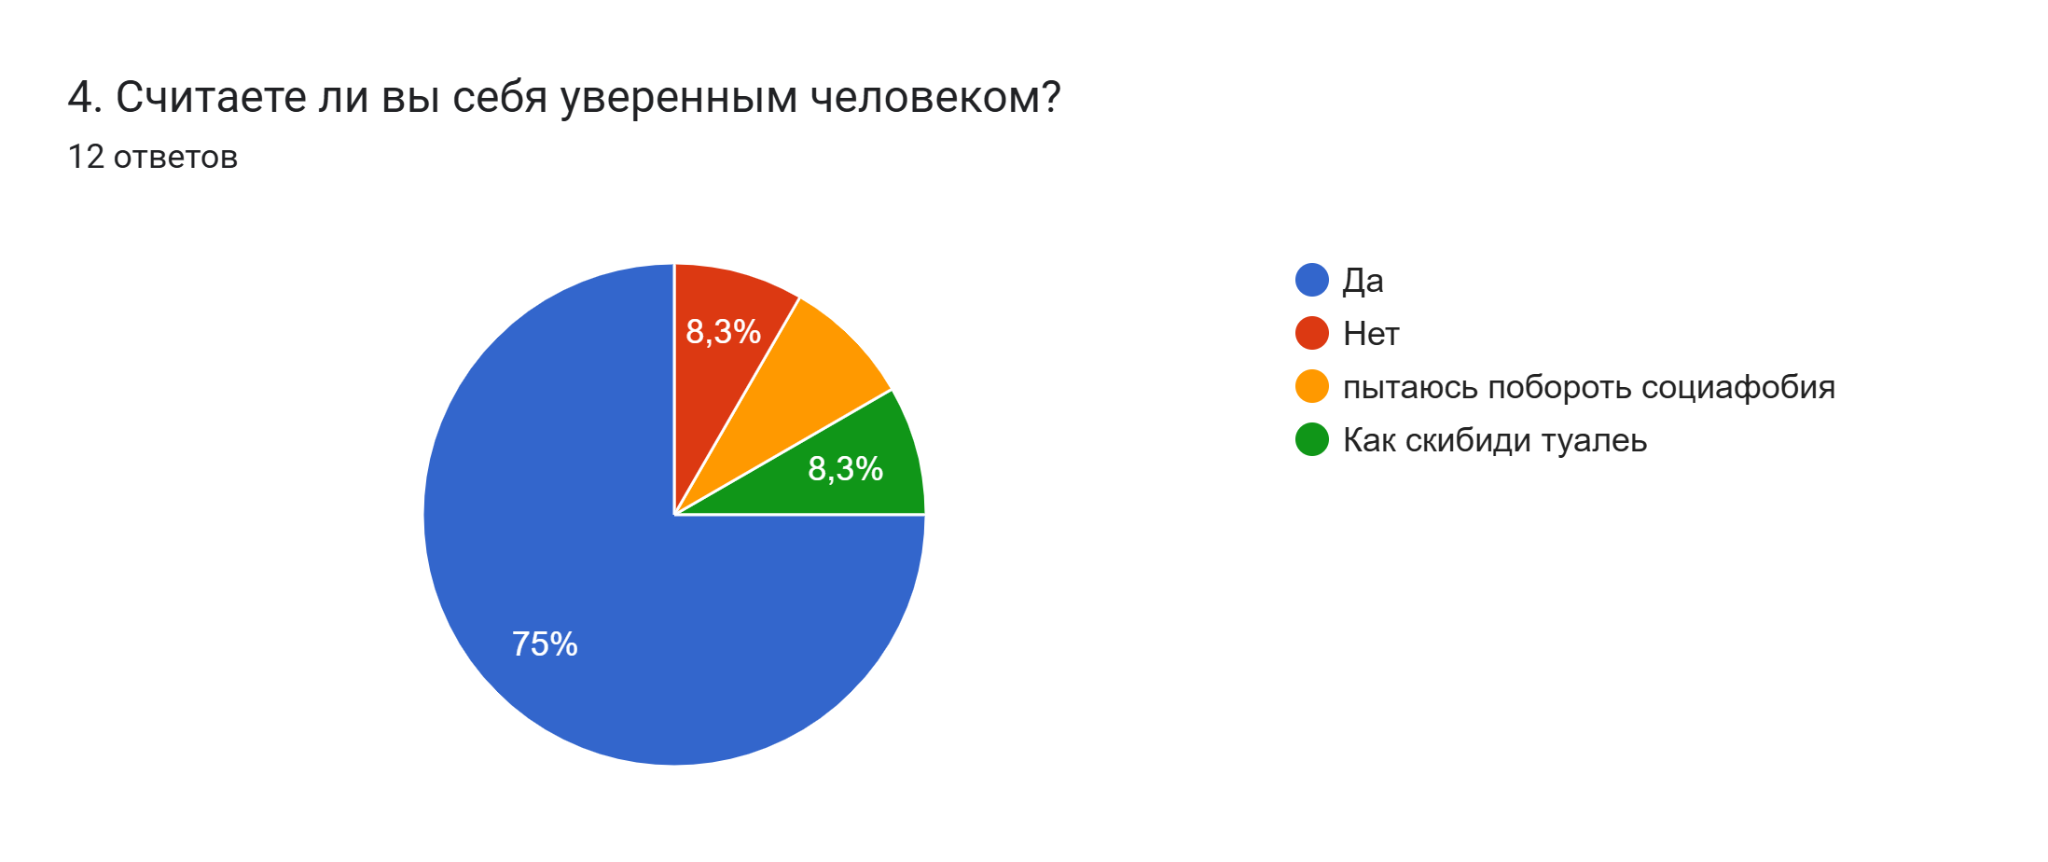 4. Считаете ли вы себя уверенным человеком?
12 ответов
Да
Нет
пытаюсь побороть социафобия
Как скибиди туалеь
8,3%
8,3%
75%